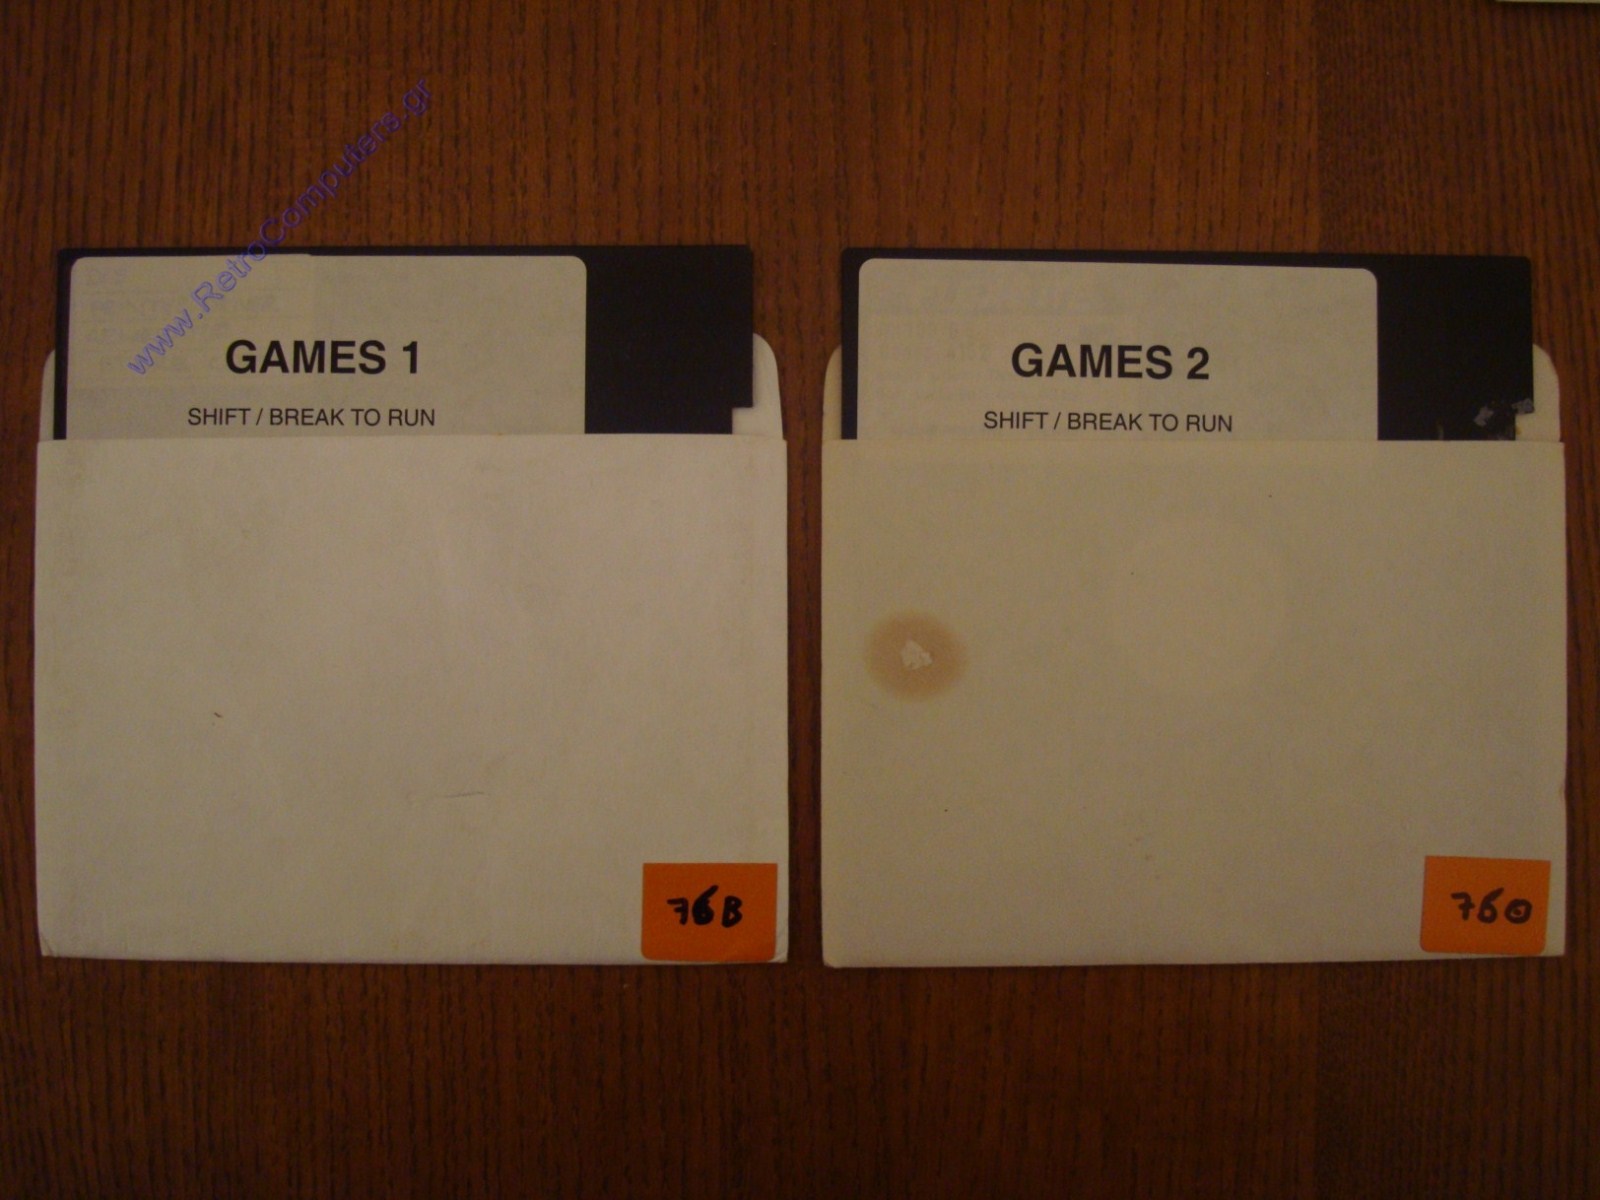 www.RetroComputers.gr
GAMES 1
SHIFT / BREAK TO RUN
76B
GAMES 2
SHIFT / BREAK TO RUN
760